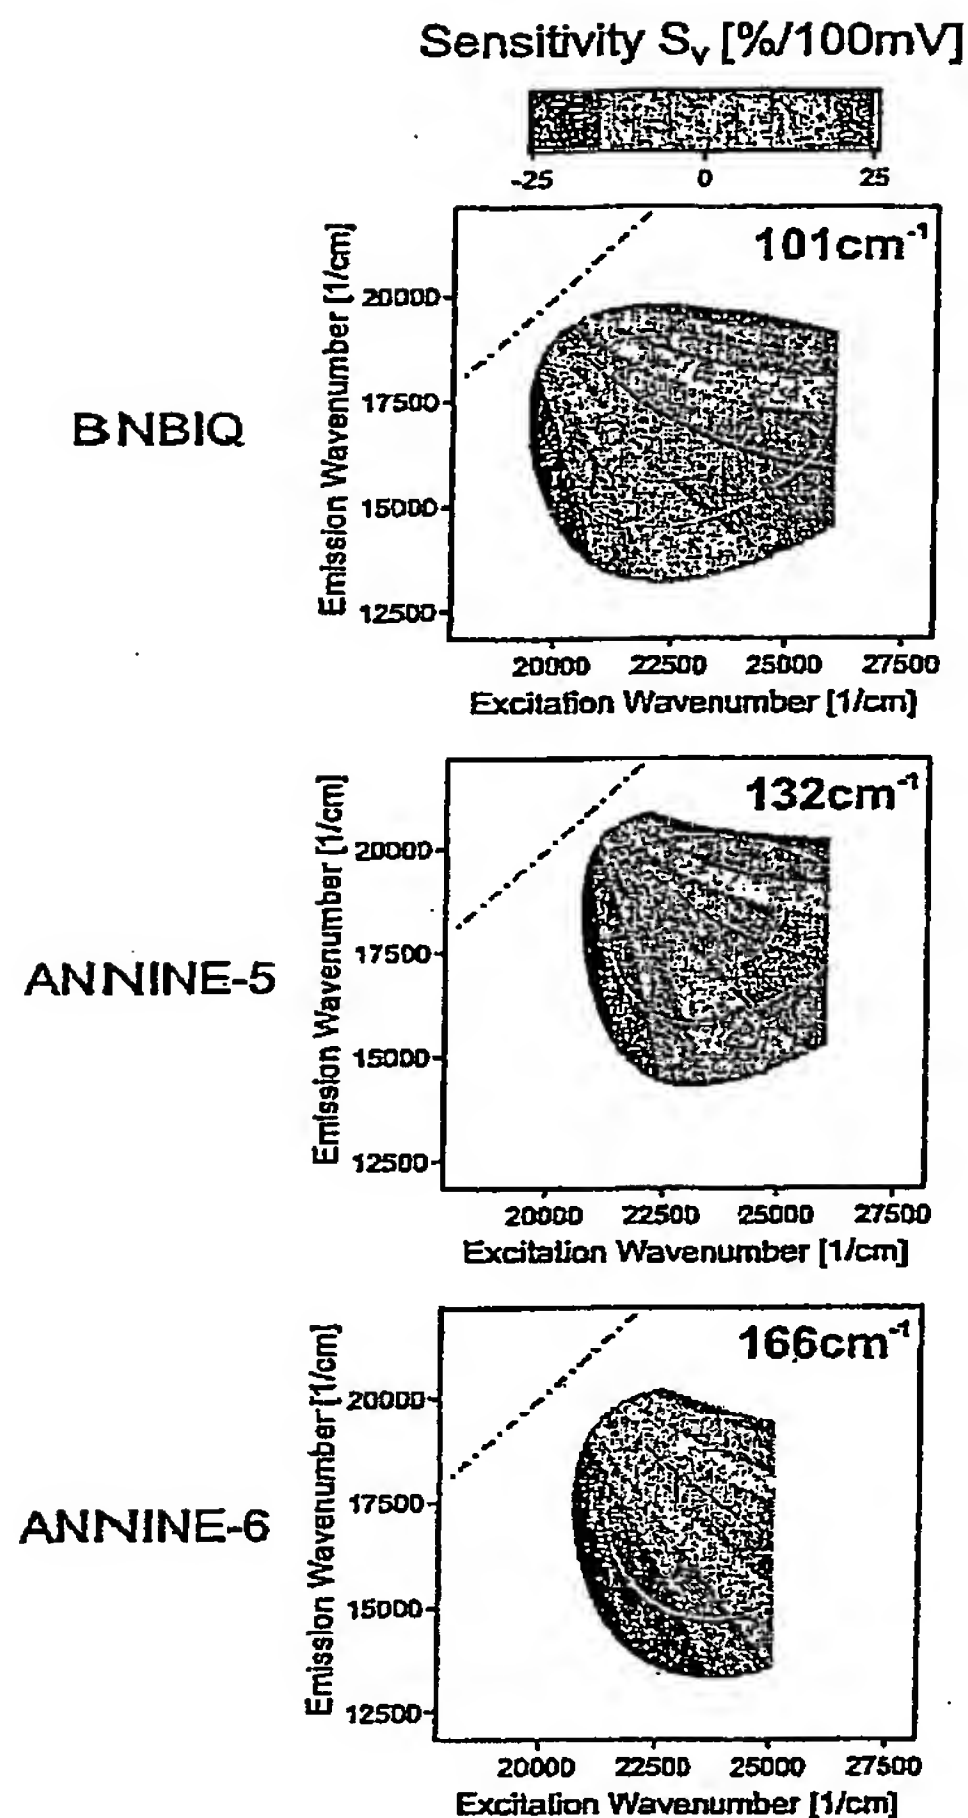 Sensitivity Sv [%/100mV]
-25 0 25
101cm-1
BNBIQ
Emission Wavenumber [1/cm]
20000
17500
15000
12500
20000 22500 25000 27500
Excitation Wavenumber [1/cm]
132cm-1
ANNINE-5
Emission Wavenumber [1/cm]
20000
17500
15000
12500
20000 22500 25000 27500
Excitation Wavenumber [1/cm]
166cm-1
ANNINE-6
Emission Wavenumber [1/cm]
20000
17500
15000
12500
20000 22500 25000 27500
Excitation Wavenumber [1/cm]